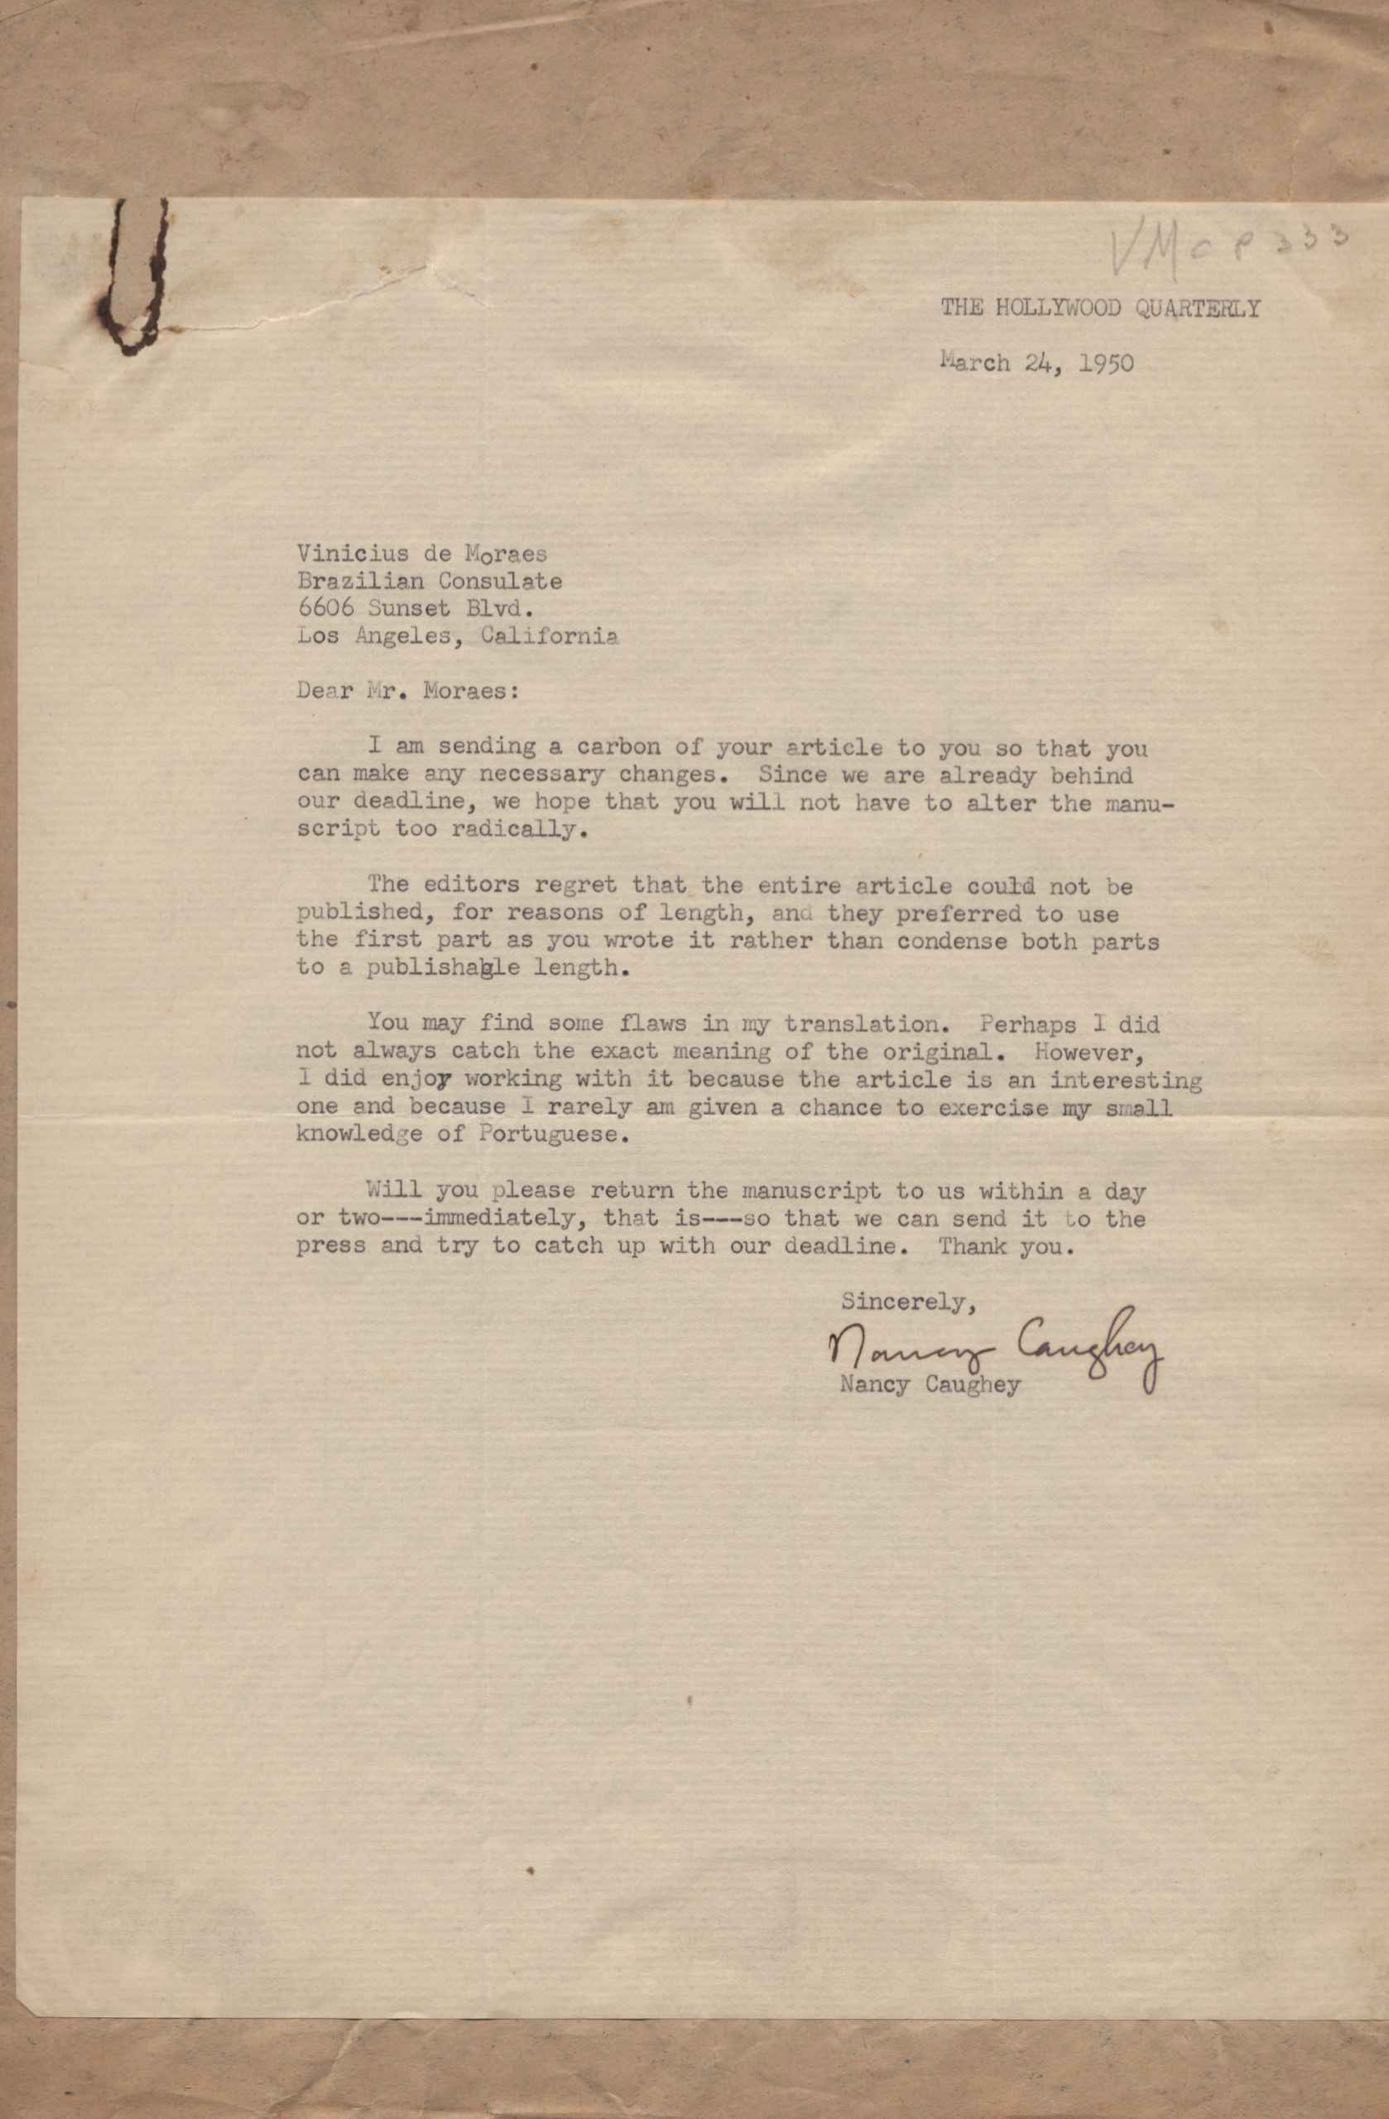 VMcp333
THE HOLLYWOOD QUARTERLY
March 24, 1950
Vinicius de Moraes
Brazilian Consulate
6606 Sunset Blvd.
Los Angeles, California
Dear Mr. Moraes:
I am sending a carbon of your article to you so that you
can make any necessary changes. Since we are already behind
our deadline, we hope that you will not have to alter the manu-
script too radically.
The editors regret that the entire article could not be
published, for reasons of length, and they preferred to use
the first part as you wrote it rather than condense both parts
to a publishable length.
You may find some flaws in my translation. Perhaps I did
not always catch the exact meaning of the original. However,
I did enjoy working with it because the article is an interesting
one and because I rarely am given a chance to exercise my small
knowledge of Portuguese.
Will you please return the manuscript to us within a day
or two---immediately, that is---so that we can send it to the
press and try to catch up with our deadline. Thank you.
Sincerely,
Nancy Caughey
Nancy Caughey